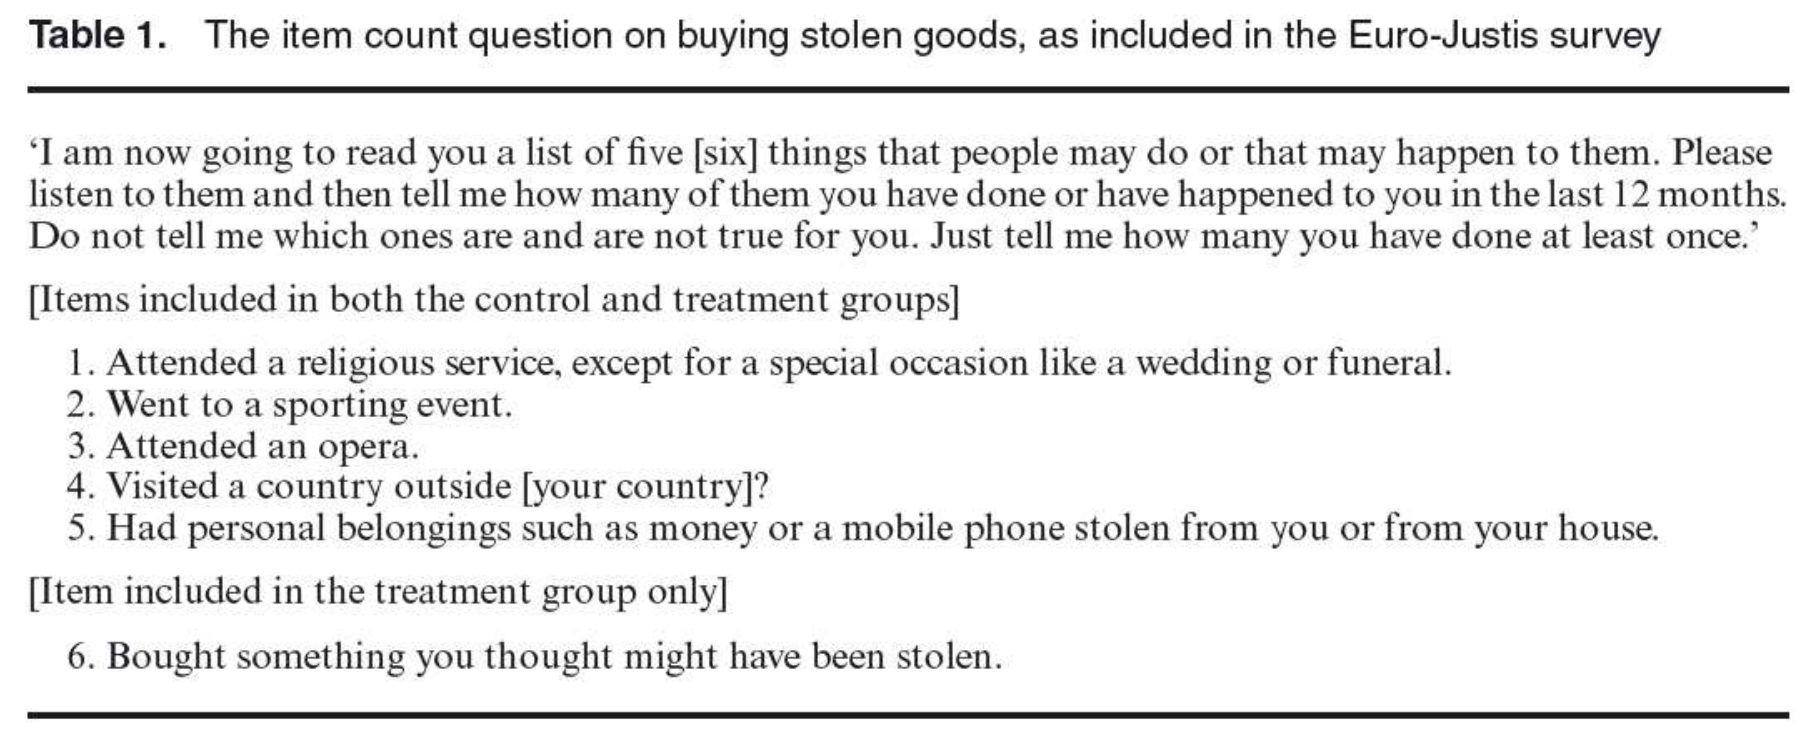 Table 1. The item count question on buying stolen goods, as included in the Euro-Justis survey
‘I am now going to read you a list of five [six] things that people may do or that may happen to them. Please
listen to them and then tell me how many of them you have done or have happened to you in the last 12 months.
Do not tell me which ones are and are not true for you. Just tell me how many you have done at least once.’
[Items included in both the control and treatment groups]
1. Attended a religious service, except for a special occasion like a wedding or funeral.
2. Went to a sporting event.
3. Attended an opera.
4. Visited a country outside [your country]?
5. Had personal belongings such as money or a mobile phone stolen from you or from your house.
[Item included in the treatment group only]
6. Bought something you thought might have been stolen.